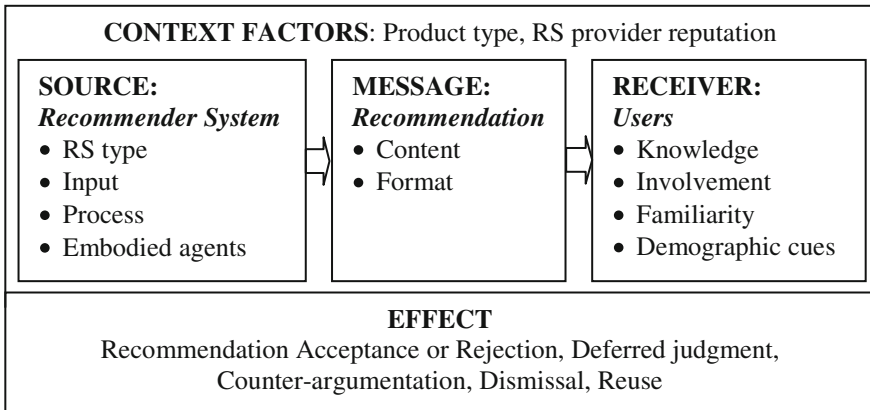 CONTEXT FACTORS: Product type, RS provider reputation
SOURCE:
Recommender System
• RS type
• Input
• Process
• Embodied agents
MESSAGE:
Recommendation
• Content
• Format
RECEIVER:
Users
• Knowledge
• Involvement
• Familiarity
• Demographic cues
EFFECT
Recommendation Acceptance or Rejection, Deferred judgment,
Counter-argumentation, Dismissal, Reuse